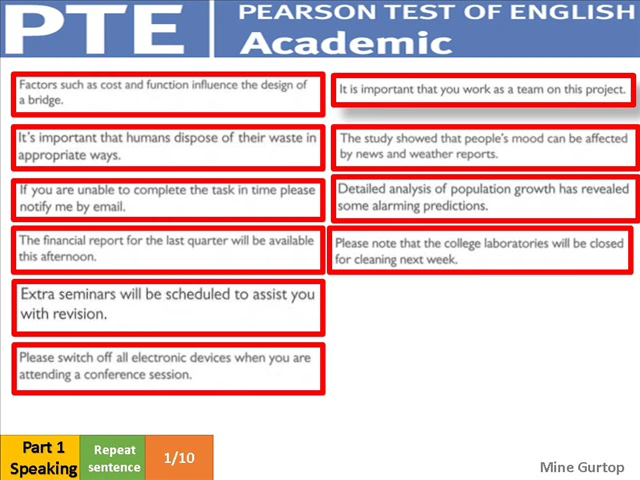 PTE
PEARSON TEST OF ENGLISH
Academic
Factors such as cost and function influence the design of
a bridge.
It's important that humans dispose of their waste in
appropriate ways.
If you are unable to complete the task in time please
notify me by email.
The financial report for the last quarter will be available
this afternoon.
Extra seminars will be scheduled to assist you
with revision.
Please switch off all electronic devices when you are
attending a conference session.
It is important that you work as a team on this project.
The study showed that people's mood can be affected
by news and weather reports.
Detailed analysis of population growth has revealed
some alarming predictions.
Please note that the college laboratories will be closed
for cleaning next week.
Part 1
Speaking
Repeat
sentence
1/10
Mine Gurtop